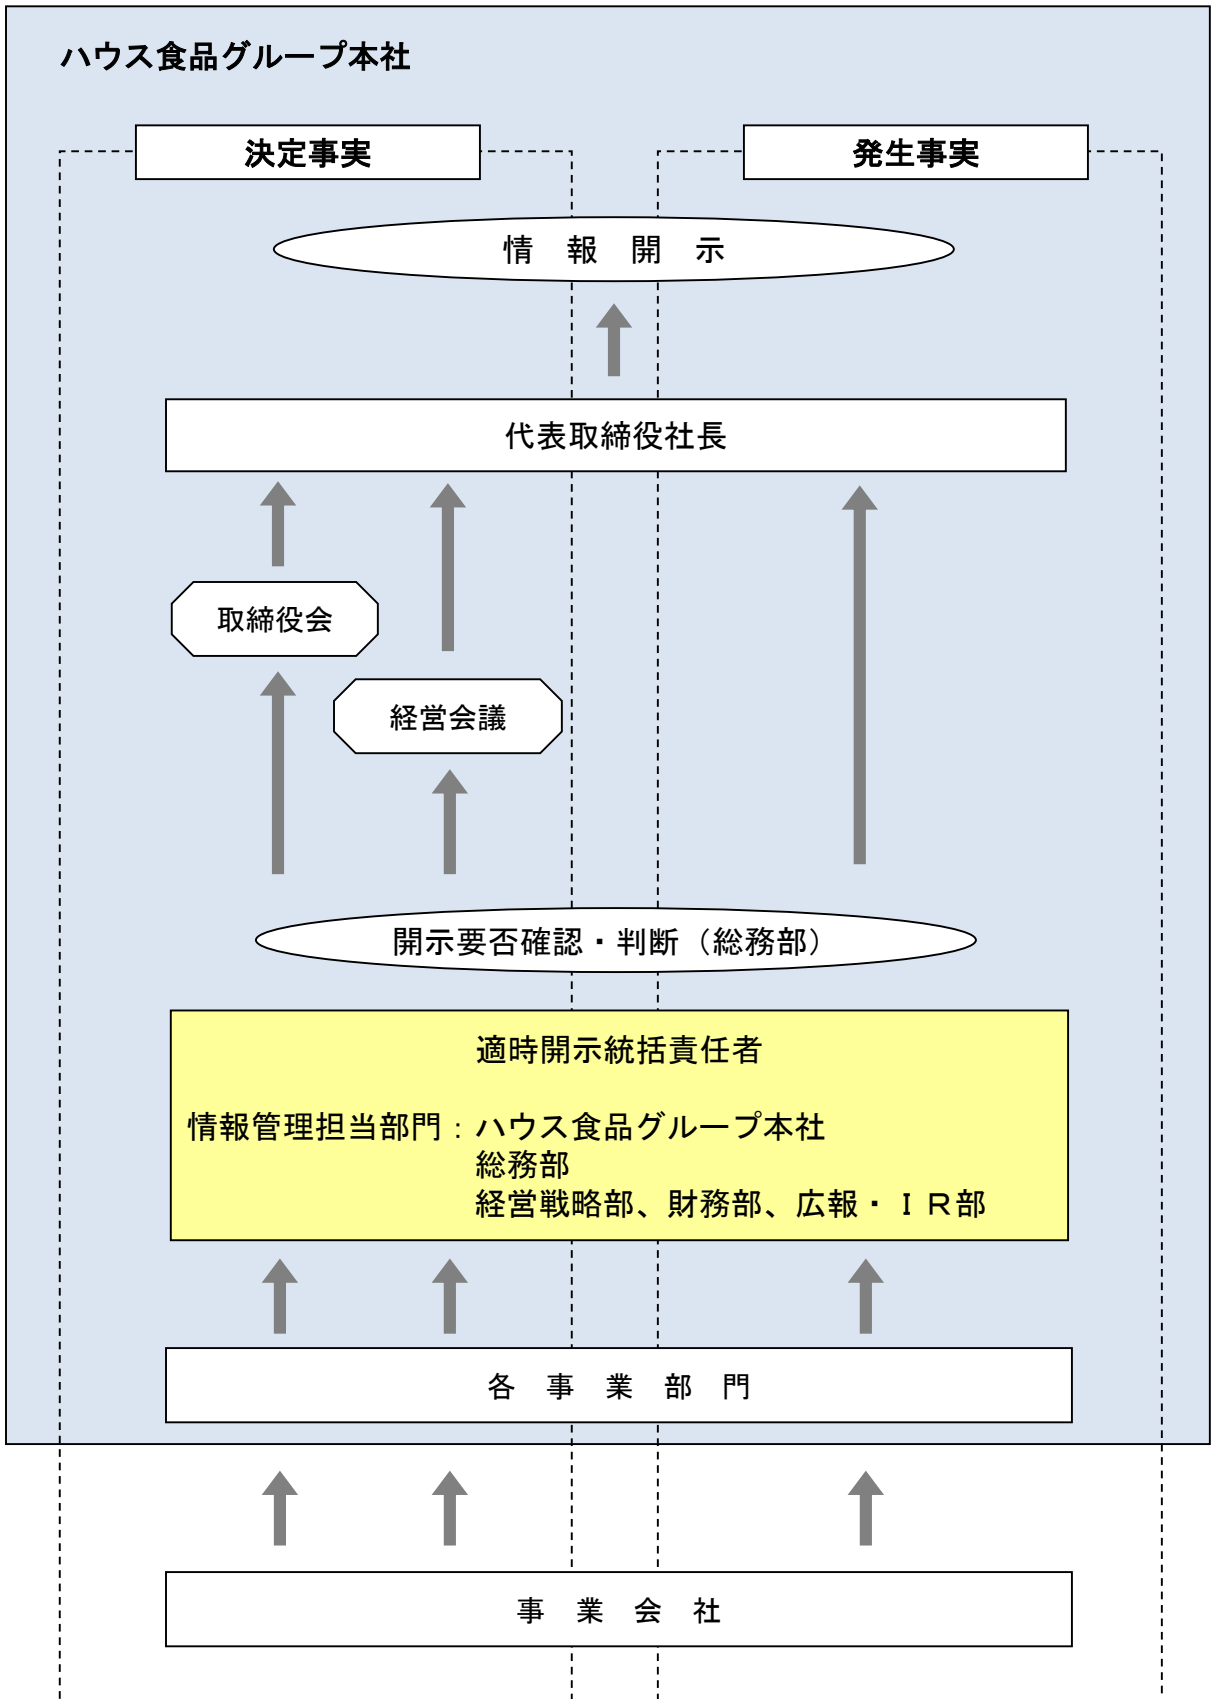 ハウス食品グループ本社
決定事実
発生事実
情　報　開　示
代表取締役社長
取締役会
経営会議
開示要否確認・判断（総務部）
適時開示統括責任者
情報管理担当部門：ハウス食品グループ本社
総務部
経営戦略部、財務部、広報・ＩＲ部
各　事　業　部　門
事　業　会　社